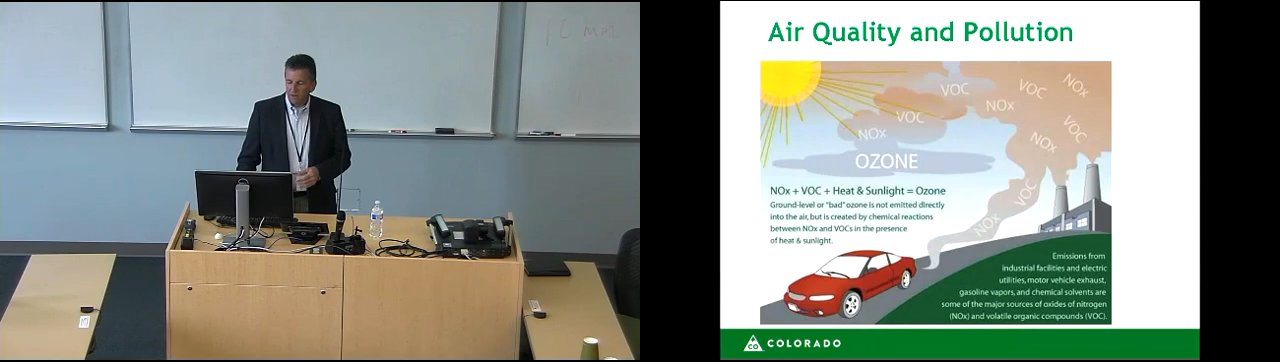 Air Quality and Pollution
NOx
VOC
VOC
NOx
VOC
VOC
NOx
NOx
OZONE
VOC
NOx
NOx + VOC + Heat & Sunlight = Ozone
Ground-level or "bad" ozone is not emitted directly
into the air, but is created by chemical reactions
between NOx and VOCs in the presence
of heat & sunlight.
Emissions from
industrial facilities and electric
utilities, motor vehicle exhaust,
gasoline vapors, and chemical solvents are
some of the major sources of oxides of nitrogen
(NOx) and volatile organic compounds (VOC).
CO
COLORADO